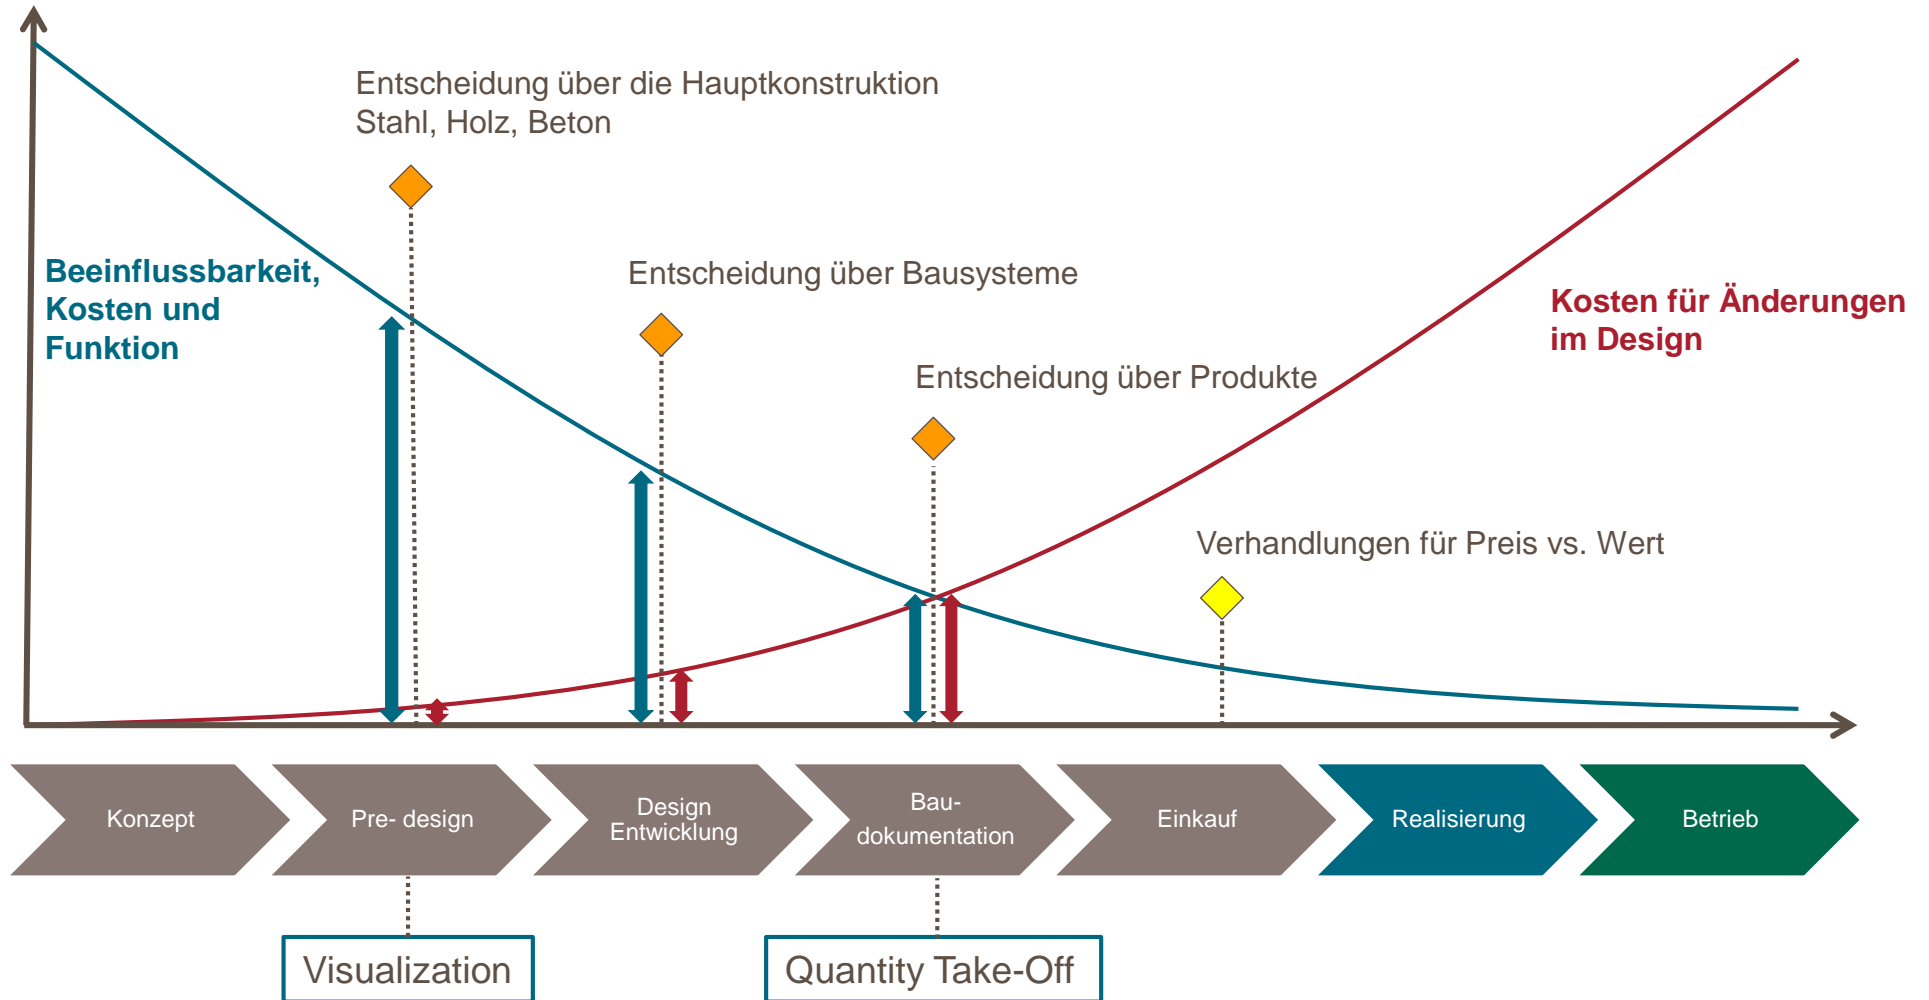 Entscheidung über die Hauptkonstruktion
Stahl, Holz, Beton
Beeinflussbarkeit,
Kosten und
Funktion
Entscheidung über Bausysteme
Kosten für Änderungen
im Design
Entscheidung über Produkte
Verhandlungen für Preis vs. Wert
Konzept
Pre- design
Design
Entwicklung
Bau-
dokumentation
Einkauf
Realisierung
Betrieb
Visualization
Quantity Take-Off